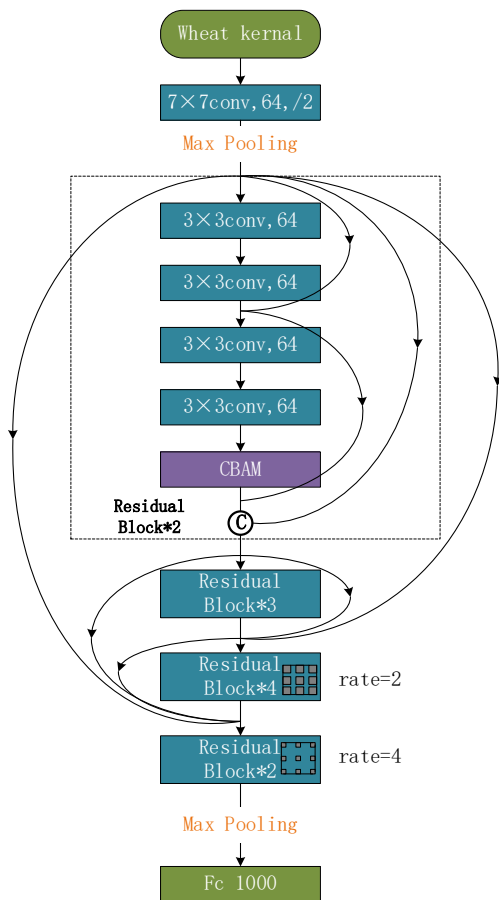 Wheat kernel
7×7conv,64,/2
Max Pooling
3×3conv,64
3×3conv,64
3×3conv,64
3×3conv,64
CBAM
Residual
Block*2
C
Residual
Block*3
Residual
Block*4
rate=2
Residual
Block*2
rate=4
Max Pooling
Fc 1000